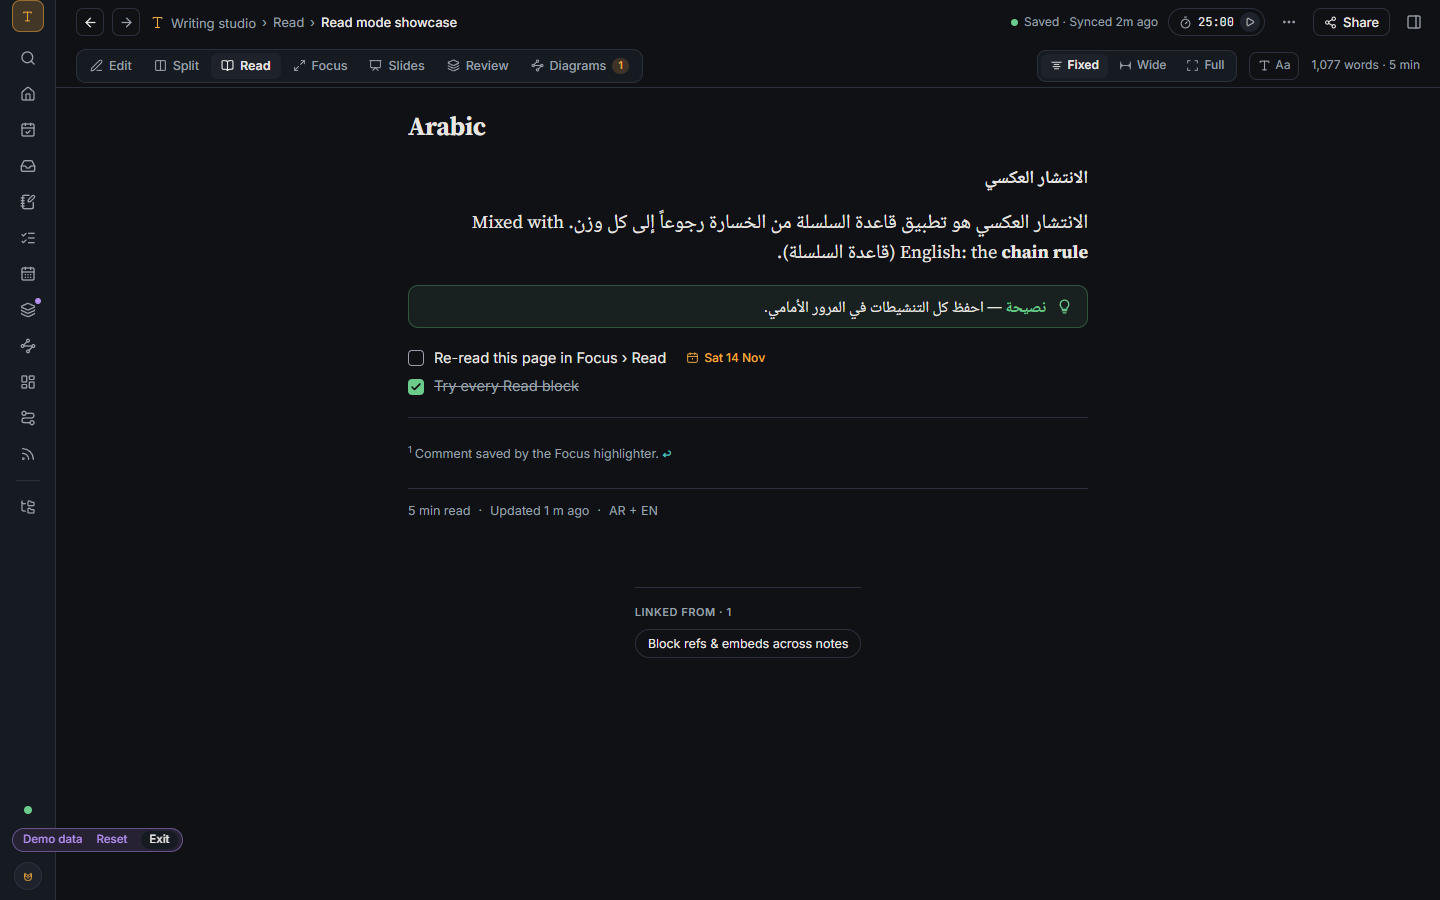 T
T Writing studio › Read › Read mode showcase
Saved · Synced 2m ago
25:00
Share
Edit Split Read Focus Slides Review Diagrams 1
Fixed Wide Full
Aa
1,077 words · 5 min
Arabic
الانتشار العكسي
الانتشار العكسي هو تطبيق قاعدة السلسلة من الخسارة رجوعاً إلى كل وزن. Mixed with
English: the chain rule (قاعدة السلسلة).
نصيحة — احفظ كل التنشيطات في المرور الأمامي.
Re-read this page in Focus › Read Sat 14 Nov
Try every Read block
1 Comment saved by the Focus highlighter. ↩
5 min read · Updated 1 m ago · AR + EN
LINKED FROM · 1
Block refs & embeds across notes
Demo data Reset Exit